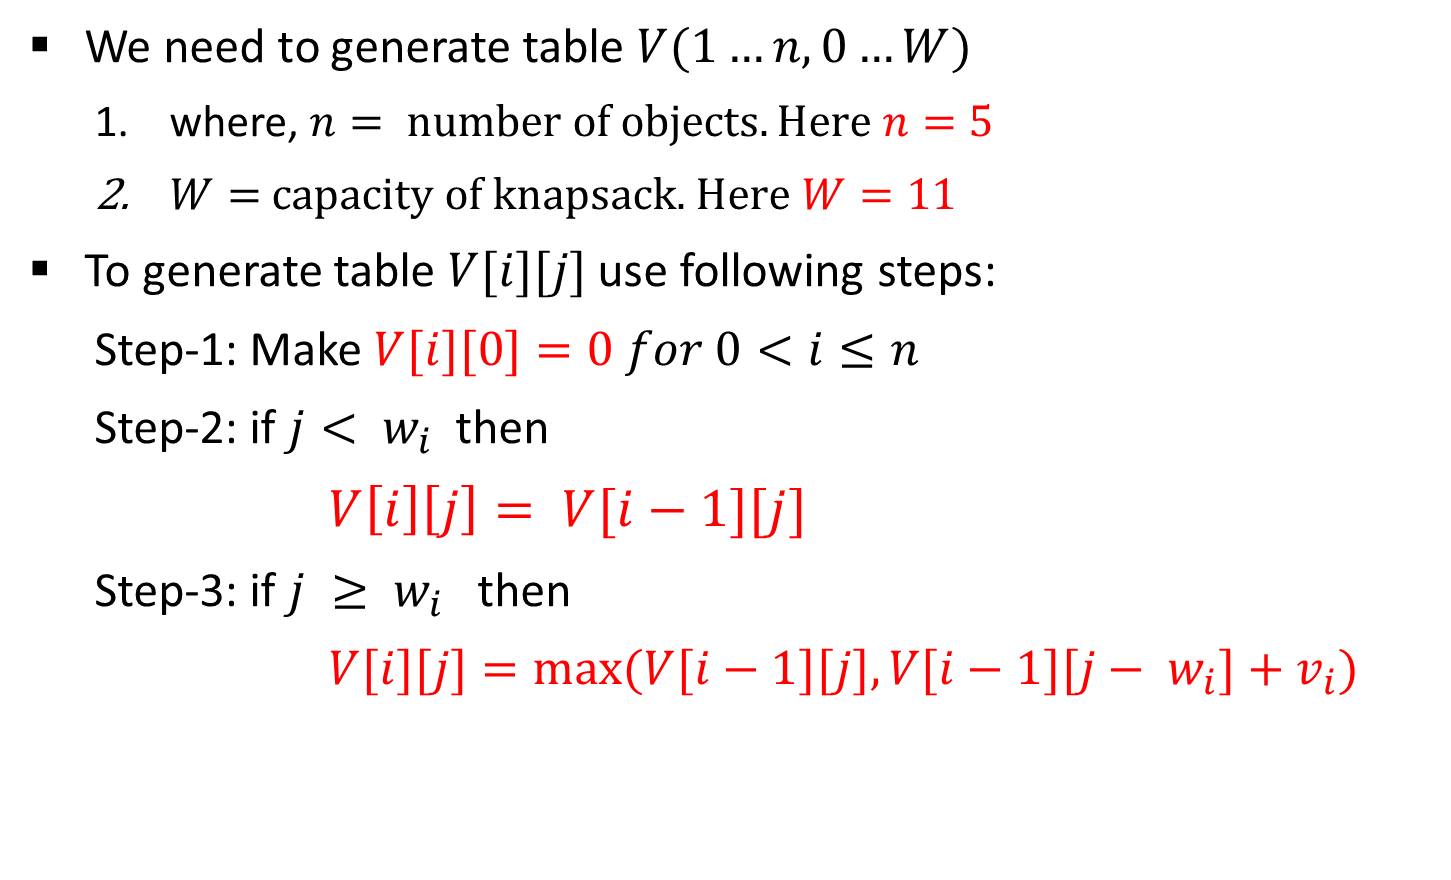 ▪ We need to generate table V(1 … n, 0 … W)
1. where, n = number of objects. Here n = 5
2. W = capacity of knapsack. Here W = 11
▪ To generate table V[i][j] use following steps:
Step-1: Make V[i][0] = 0 for 0 < i ≤ n
Step-2: if j < wᵢ then
V[i][j] = V[i − 1][j]
Step-3: if j ≥ wᵢ then
V[i][j] = max(V[i − 1][j], V[i − 1][j − wᵢ] + vᵢ)